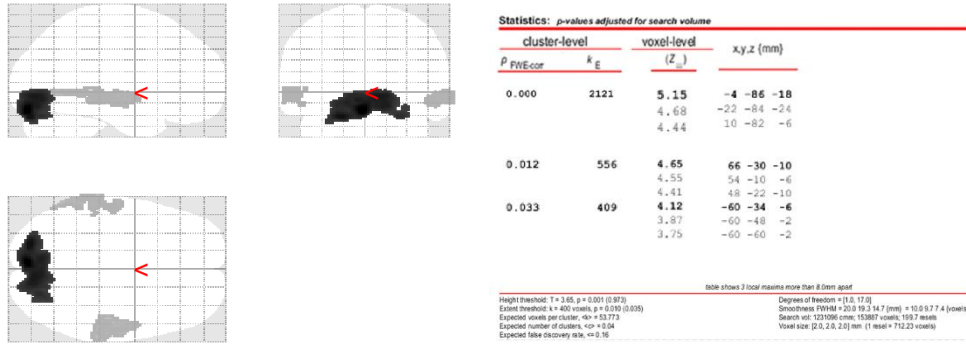 Statistics: p-values adjusted for search volume
cluster-level voxel-level x,y,z {mm}
p FWE-corr k E (Z )
0.000 2121 5.15 -4 -86 -18
4.68 -22 -84 -24
4.44 10 -82 -6
0.012 556 4.65 66 -30 -10
4.55 54 -10 -6
4.41 48 -22 -10
0.033 409 4.12 -60 -34 -6
3.87 -60 -48 -2
3.75 -60 -60 -2
table shows 3 local maxima more than 8.0mm apart
Height threshold: T = 3.65, p = 0.001 (0.973) Degrees of freedom = [1.0, 17.0]
Extent threshold: k = 400 voxels, p = 0.010 (0.035) Smoothness FWHM = 20.0 19.3 14.7 {mm} = 10.0 9.7 7.4 {voxels
Expected voxels per cluster, <k> = 53.773 Search vol: 1231096 cmm; 153887 voxels; 199.7 resels
Expected number of clusters, <c> = 0.04 Voxel size: [2.0, 2.0, 2.0] mm (1 resel = 712.23 voxels)
Expected false discovery rate, <= 0.16